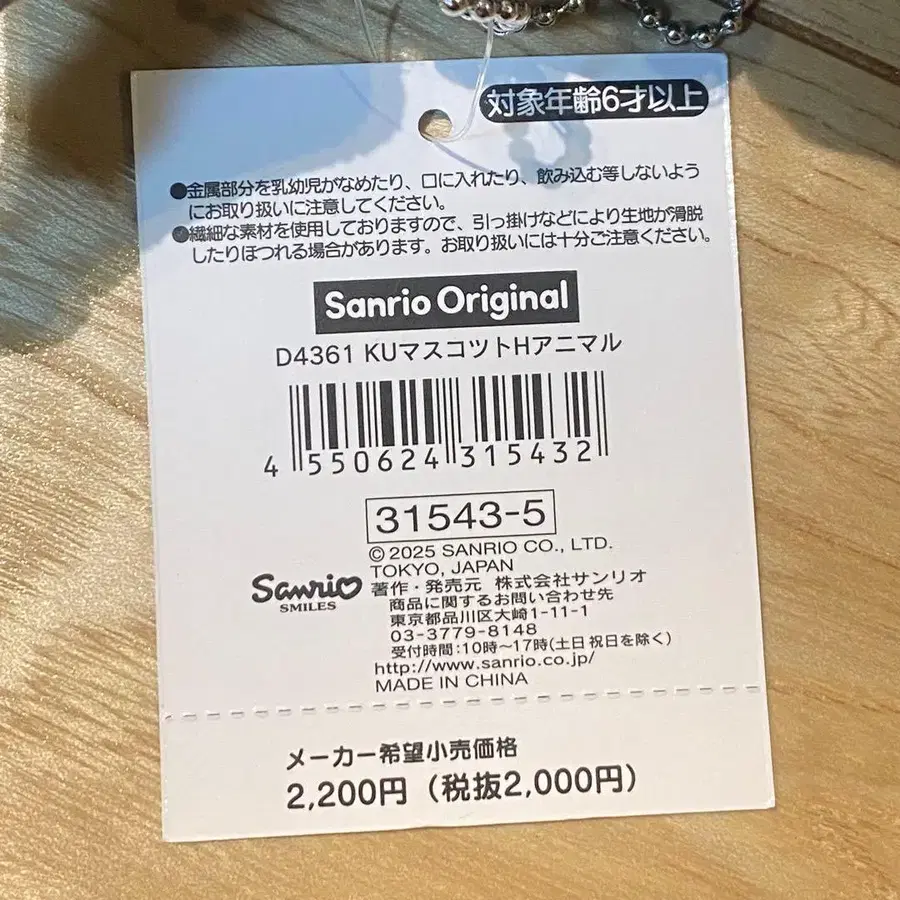 対象年齢6才以上
●金属部分を乳幼児がなめたり、口に入れたり、飲み込む等しないよう
にお取り扱いに注意してください。
●繊細な素材を使用しておりますので、引っ掛けなどにより生地が滑脱
したりほつれる場合があります。お取り扱いには十分ご注意ください。
Sanrio Original
D4361 KUマスコツトHアニマル
4 550624 315432
31543-5
© 2025 SANRIO CO., LTD.
TOKYO, JAPAN
Sanrio
SMILES
著作・発売元 株式会社サンリオ
商品に関するお問い合わせ先
東京都品川区大崎1-11-1
03-3779-8148
受付時間:10時〜17時(土日 祝日を除く)
http://www.sanrio.co.jp/
MADE IN CHINA
メーカー希望小売価格
2,200円（税抜2,000円）